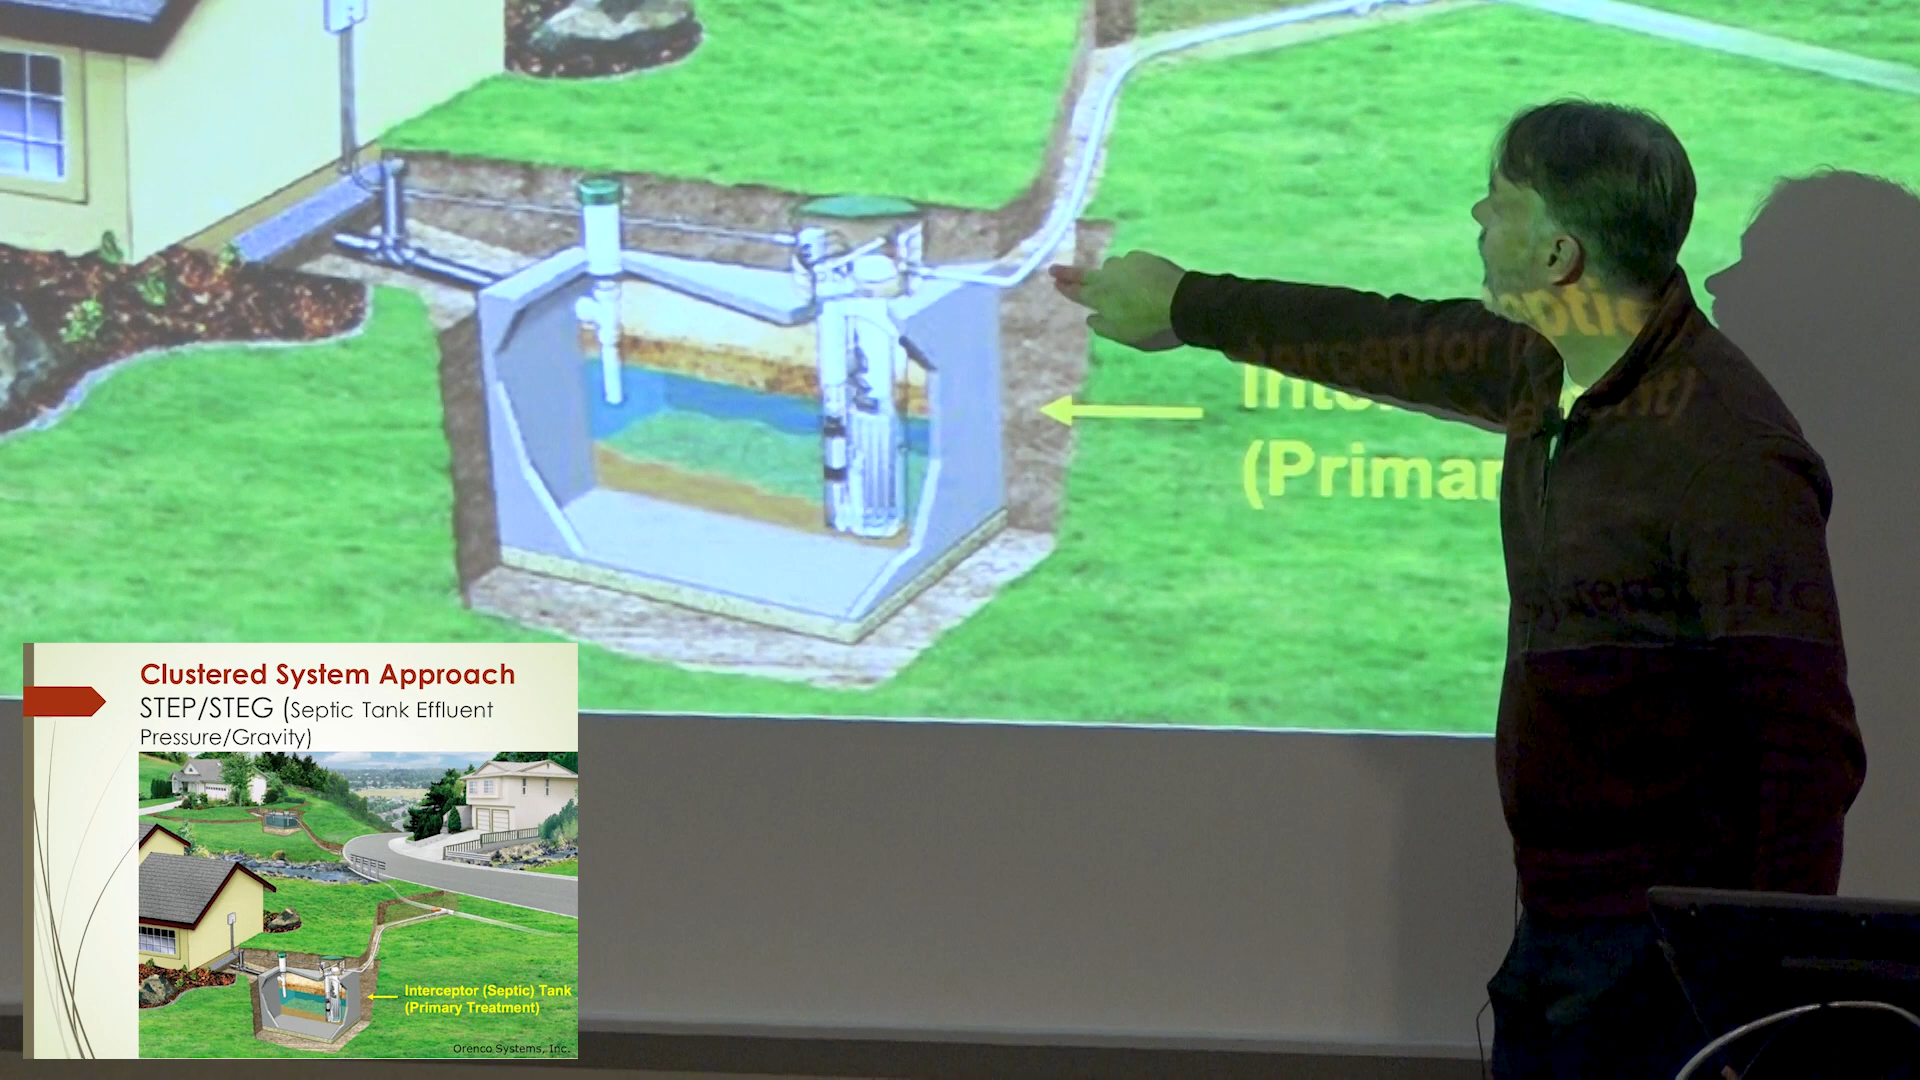 (Primar
Clustered System Approach
STEP/STEG (Septic Tank Effluent
Pressure/Gravity)
Interceptor (Septic) Tank
(Primary Treatment)
Orenco Systems, Inc.